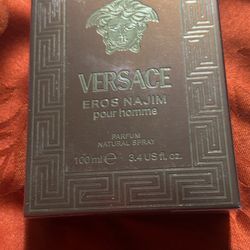 VERSACE
EROS NAJIM
pour homme
PARFUM
NATURAL SPRAY
100 ml ℮ 3.4 US fl. oz.